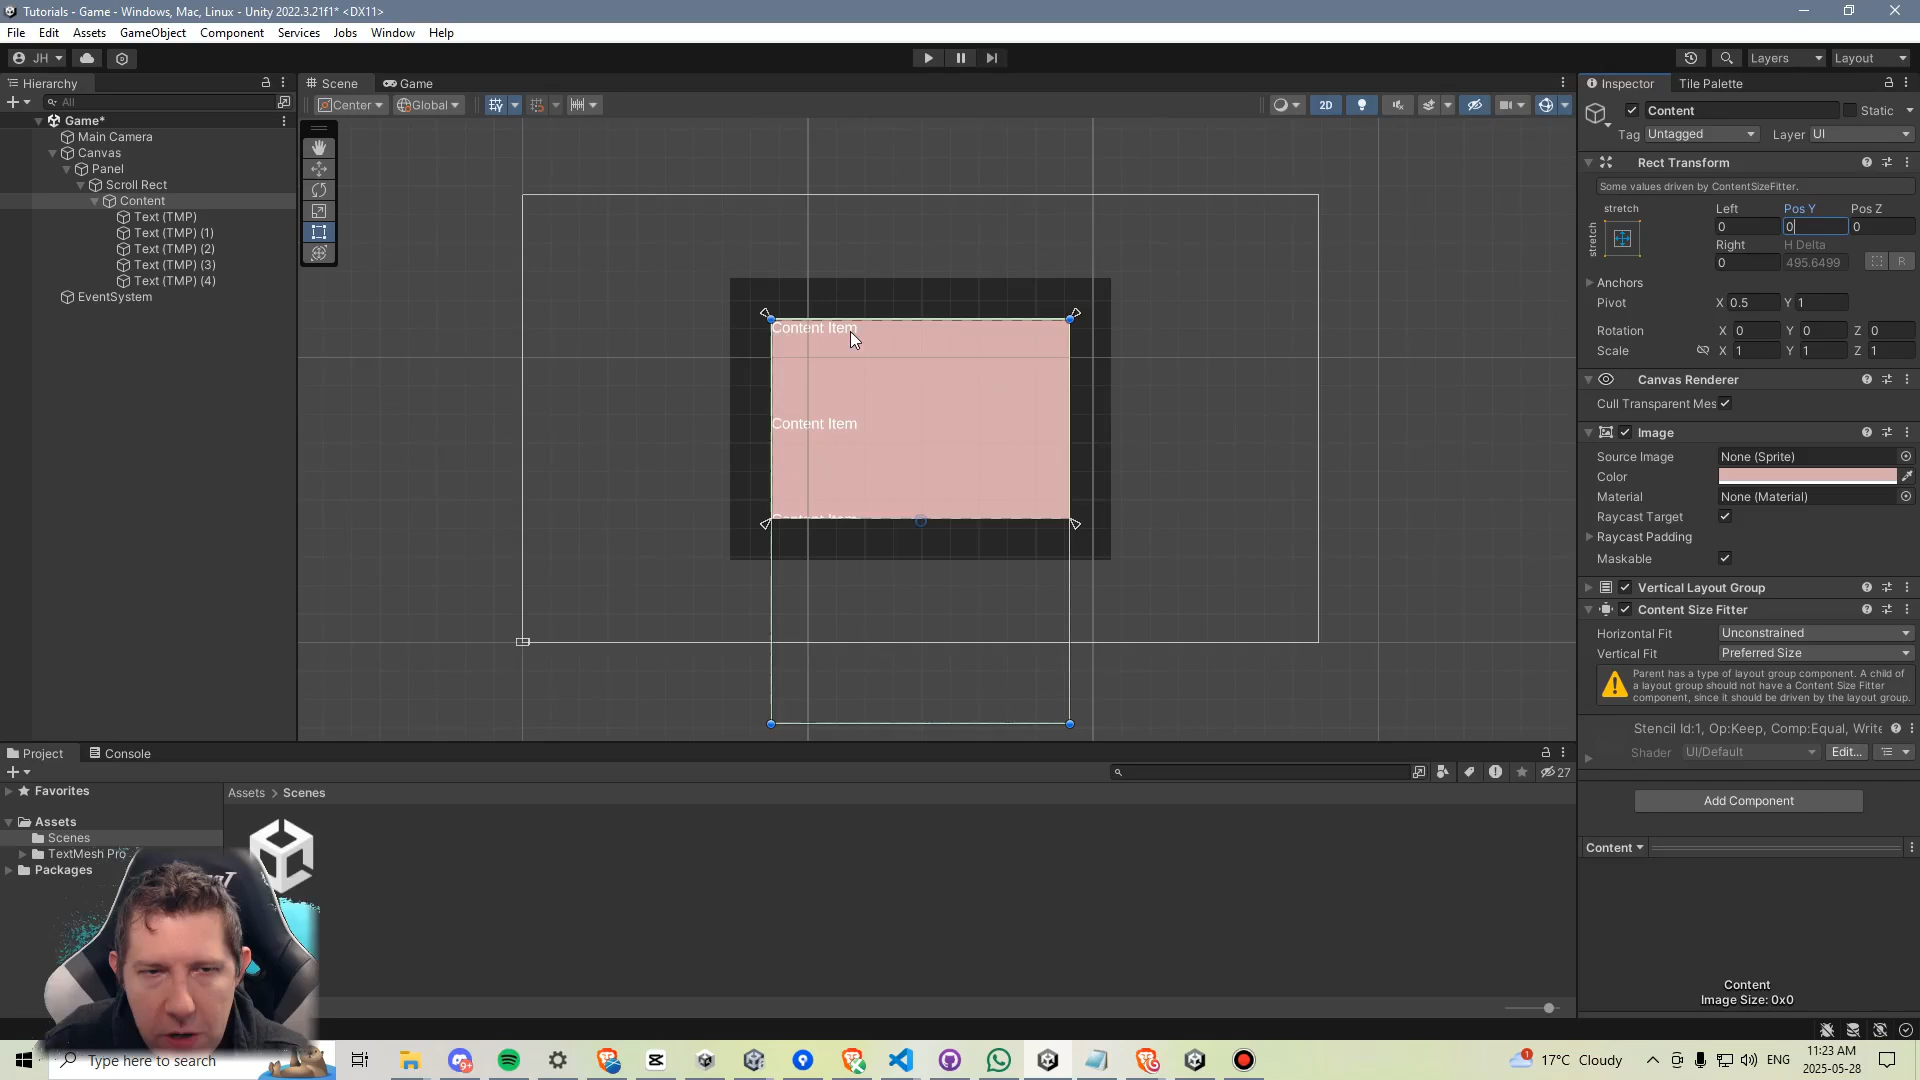 Tutorials - Game - Windows, Mac, Linux - Unity 2022.3.21f1* <DX11>
File Edit Assets GameObject Component Services Jobs Window Help
JH Layers Layout
Hierarchy Scene Game Inspector Tile Palette
All Center Global 2D Content Static
Tag Untagged Layer UI
Game*
Main Camera
Canvas
Panel
Scroll Rect
Content
Text (TMP)
Text (TMP) (1)
Text (TMP) (2)
Text (TMP) (3)
Text (TMP) (4)
EventSystem
Content Item
Content Item
Content Item
Rect Transform
Some values driven by ContentSizeFitter.
stretch Left Pos Y Pos Z
stretch 0 0 0
Right H Delta
0 495.6499 R
Anchors
Pivot X 0.5 Y 1
Rotation X 0 Y 0 Z 0
Scale X 1 Y 1 Z 1
Canvas Renderer
Cull Transparent Mes
Image
Source Image None (Sprite)
Color
Material None (Material)
Raycast Target
Raycast Padding
Maskable
Vertical Layout Group
Content Size Fitter
Horizontal Fit Unconstrained
Vertical Fit Preferred Size
Parent has a type of layout group component. A child of
a layout group should not have a Content Size Fitter
component, since it should be driven by the layout group.
Stencil Id:1, Op:Keep, Comp:Equal, Write
Shader UI/Default Edit...
Add Component
Content
Content
Image Size: 0x0
Project Console
27
Favorites
Assets > Scenes
Assets
Scenes
TextMesh Pro
Packages
Type here to search
9+
1 17°C Cloudy ENG 11:23 AM
2025-05-28